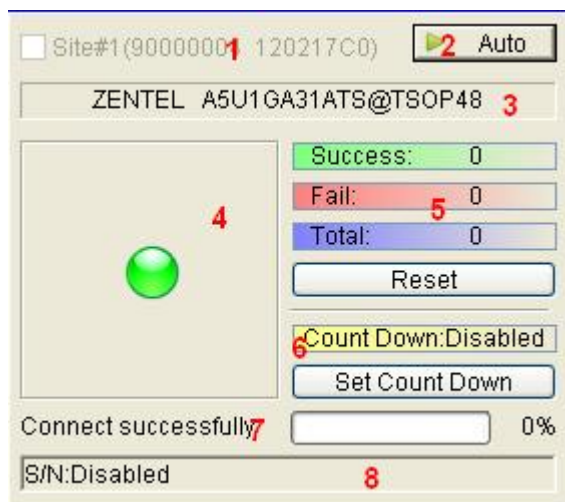 Site#1(9000000 1 120217C0)
2 Auto
ZENTEL A5U1GA31ATS@TSOP48 3
4
Success: 0
Fail: 0
5
Total: 0
Reset
6 Count Down:Disabled
Set Count Down
Connect successfully 7 0%
S/N:Disabled 8